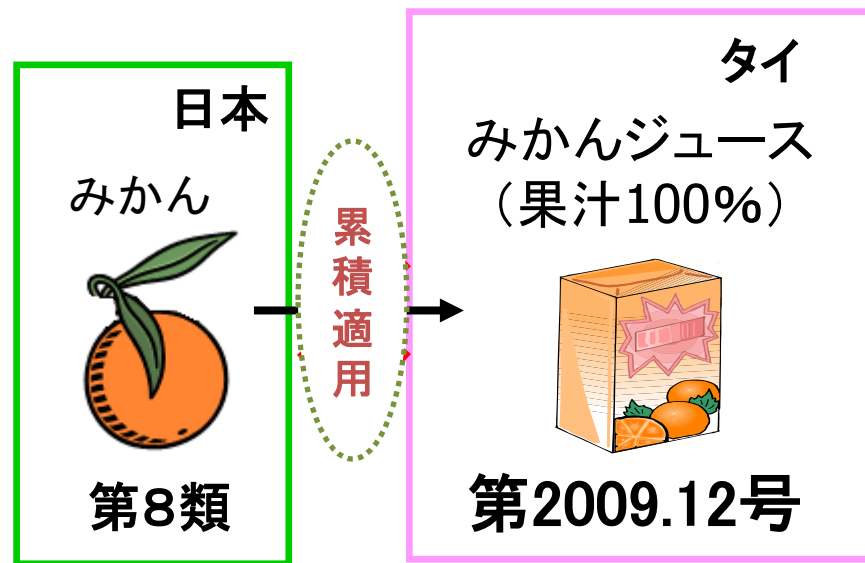 日本
みかん
第8類
累積適用
タイ
みかんジュース
（果汁100%）
第2009.12号